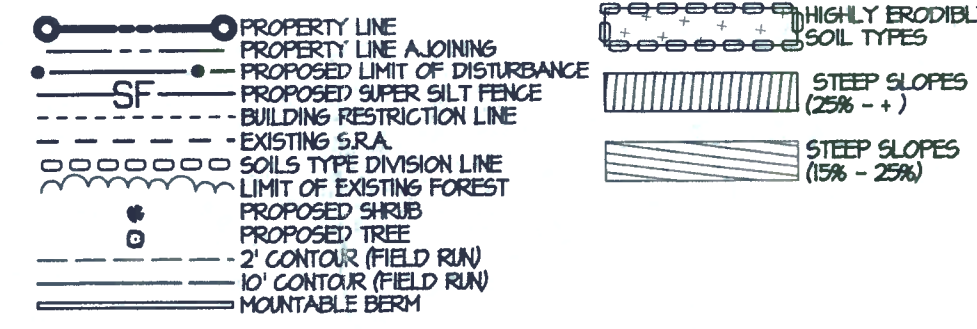 PROPERTY LINE
PROPERTY LINE AJOINING
PROPOSED LIMIT OF DISTURBANCE
SF
PROPOSED SUPER SILT FENCE
BUILDING RESTRICTION LINE
EXISTING S.R.A.
SOILS TYPE DIVISION LINE
LIMIT OF EXISTING FOREST
PROPOSED SHRUB
PROPOSED TREE
2' CONTOUR (FIELD RUN)
10' CONTOUR (FIELD RUN)
MOUNTABLE BERM
HIGHLY
SOIL TYPES
STEEP SLOPES
(25% - + )
STEEP SLOPES
(15% - 25%)